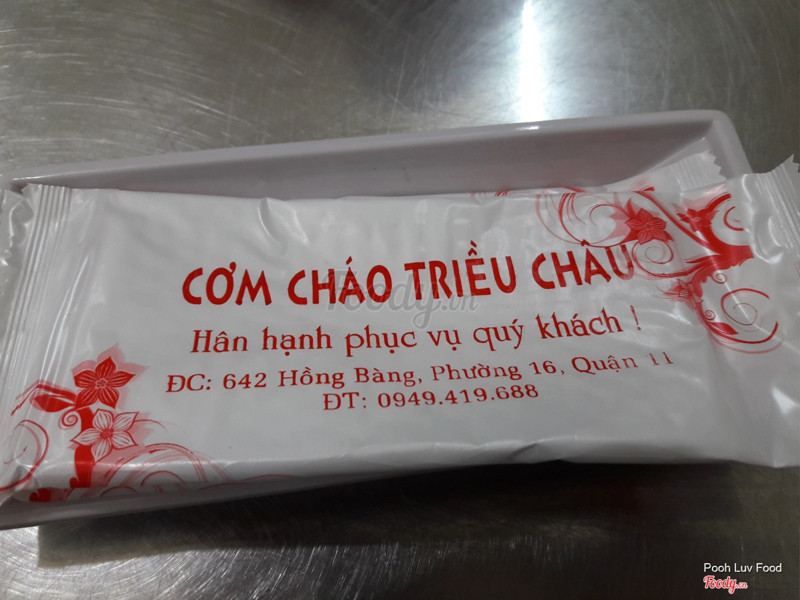 CƠM CHÁO TRIỀU CHÂU
Foody.vn
Hân hạnh phục vụ quý khách !
ĐC: 642 Hồng Bàng, Phường 16, Quận 11
ĐT: 0949.419.688
Pooh Luv Food
Foody.vn